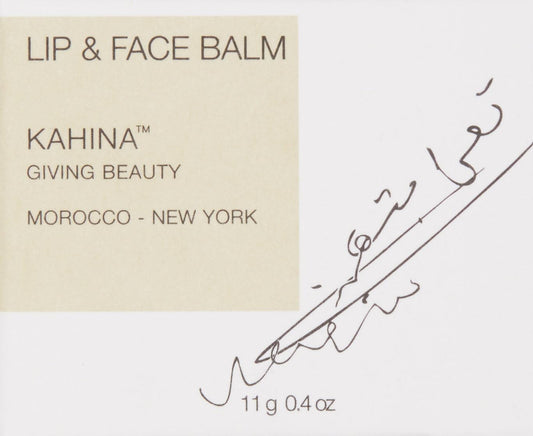 LIP & FACE BALM
KAHINA™
GIVING BEAUTY
MOROCCO - NEW YORK
11 g 0.4 oz